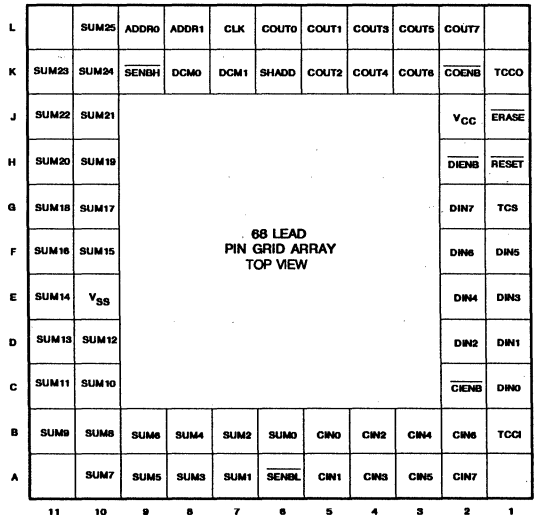 L SUM25 ADDR0 ADDR1 CLK COUT0 COUT1 COUT3 COUT5 COUT7
K SUM23 SUM24 SENBH DCM0 DCM1 SHADD COUT2 COUT4 COUT6 COENB TCCO
J SUM22 SUM21 VCC ERASE
H SUM20 SUM19 DIENB RESET
G SUM18 SUM17 DIN7 TCS
68 LEAD
PIN GRID ARRAY
TOP VIEW
F SUM16 SUM15 DIN6 DIN5
E SUM14 VSS DIN4 DIN3
D SUM13 SUM12 DIN2 DIN1
C SUM11 SUM10 CIENB DIN0
B SUM9 SUM8 SUM6 SUM4 SUM2 SUM0 CIN0 CIN2 CIN4 CIN6 TCCI
A SUM7 SUM5 SUM3 SUM1 SENBL CIN1 CIN3 CIN5 CIN7
11 10 9 8 7 6 5 4 3 2 1